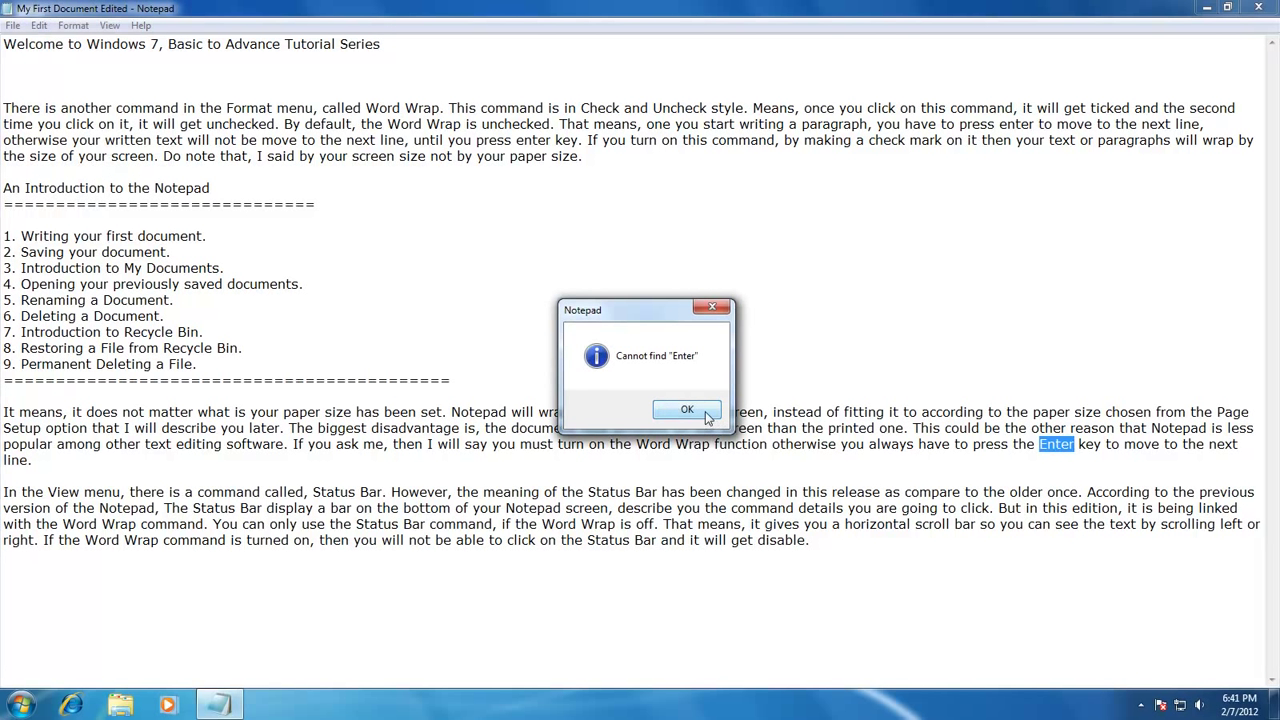 My First Document Edited - Notepad
File Edit Format View Help
Welcome to Windows 7, Basic to Advance Tutorial Series
There is another command in the Format menu, called Word Wrap. This command is in Check and Uncheck style. Means, once you click on this command, it will get ticked and the second
time you click on it, it will get unchecked. By default, the Word Wrap is unchecked. That means, one you start writing a paragraph, you have to press enter to move to the next line,
otherwise your written text will not be move to the next line, until you press enter key. If you turn on this command, by making a check mark on it then your text or paragraphs will wrap by
the size of your screen. Do note that, I said by your screen size not by your paper size.
An Introduction to the Notepad
==============================
1. Writing your first document.
2. Saving your document.
3. Introduction to My Documents.
4. Opening your previously saved documents.
5. Renaming a Document.
6. Deleting a Document.
7. Introduction to Recycle Bin.
8. Restoring a File from Recycle Bin.
9. Permanent Deleting a File.
===========================================
It means, it does not matter what is your paper size has been set. Notepad will wra reen, instead of fitting it to according to the paper size chosen from the Page
Setup option that I will describe you later. The biggest disadvantage is, the docum creen than the printed one. This could be the other reason that Notepad is less
popular among other text editing software. If you ask me, then I will say you must turn on the Word Wrap function otherwise you always have to press the Enter key to move to the next
line.
In the View menu, there is a command called, Status Bar. However, the meaning of the Status Bar has been changed in this release as compare to the older once. According to the previous
version of the Notepad, The Status Bar display a bar on the bottom of your Notepad screen, describe you the command details you are going to click. But in this edition, it is being linked
with the Word Wrap command. You can only use the Status Bar command, if the Word Wrap is off. That means, it gives you a horizontal scroll bar so you can see the text by scrolling left or
right. If the Word Wrap command is turned on, then you will not be able to click on the Status Bar and it will get disable.
Notepad
Cannot find "Enter"
OK
6:41 PM
2/7/2012